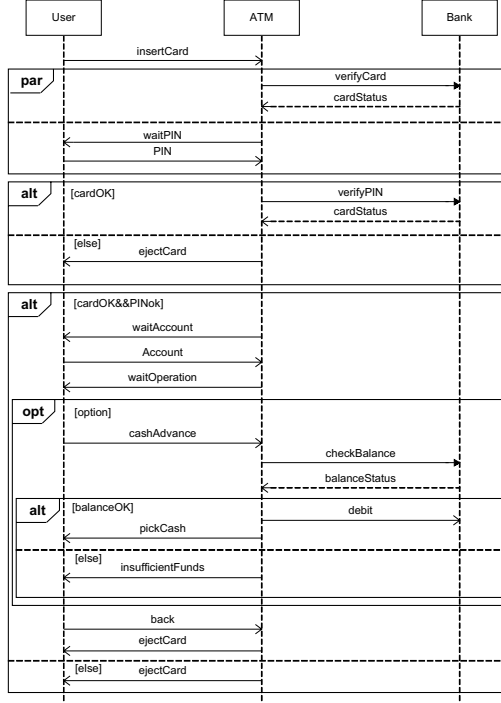 User ATM Bank
insertCard
par verifyCard
cardStatus
waitPIN
PIN
alt [cardOK] verifyPIN
cardStatus
[else]
ejectCard
alt [cardOK&&PINok]
waitAccount
Account
waitOperation
opt [option]
cashAdvance
checkBalance
balanceStatus
alt [balanceOK] debit
pickCash
[else]
insufficientFunds
back
ejectCard
[else] ejectCard